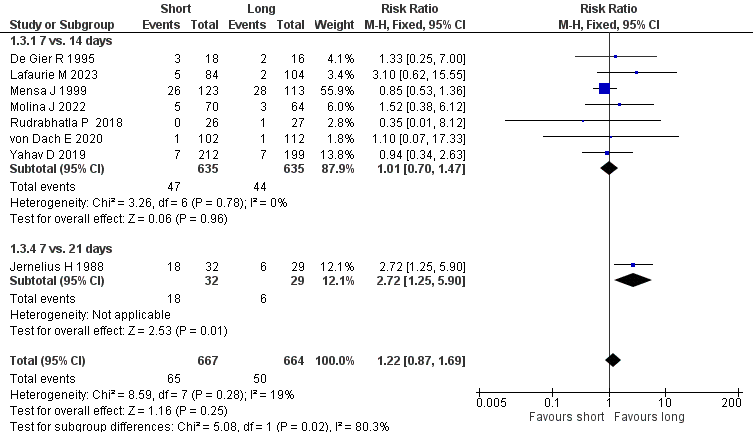 Short Long Risk Ratio Risk Ratio
Study or Subgroup Events Total Events Total Weight M-H, Fixed, 95% CI M-H, Fixed, 95% CI
1.3.1 7 vs. 14 days
De Gier R 1995 3 18 2 16 4.1% 1.33 [0.25, 7.00]
Lafaurie M 2023 5 84 2 104 3.4% 3.10 [0.62, 15.55]
Mensa J 1999 26 123 28 113 55.9% 0.85 [0.53, 1.36]
Molina J 2022 5 70 3 64 6.0% 1.52 [0.38, 6.12]
Rudrabhatla P 2018 0 26 1 27 2.8% 0.35 [0.01, 8.12]
von Dach E 2020 1 102 1 112 1.8% 1.10 [0.07, 17.33]
Yahav D 2019 7 212 7 199 13.8% 0.94 [0.34, 2.63]
Subtotal (95% CI) 635 635 87.9% 1.01 [0.70, 1.47]
Total events 47 44
Heterogeneity: Chi² = 3.26, df = 6 (P = 0.78); I² = 0%
Test for overall effect: Z = 0.06 (P = 0.96)
1.3.4 7 vs. 21 days
Jernelius H 1988 18 32 6 29 12.1% 2.72 [1.25, 5.90]
Subtotal (95% CI) 32 29 12.1% 2.72 [1.25, 5.90]
Total events 18 6
Heterogeneity: Not applicable
Test for overall effect: Z = 2.53 (P = 0.01)
Total (95% CI) 667 664 100.0% 1.22 [0.87, 1.69]
Total events 65 50
Heterogeneity: Chi² = 8.59, df = 7 (P = 0.28); I² = 19%
Test for overall effect: Z = 1.16 (P = 0.25)
Test for subgroup differences: Chi² = 5.08, df = 1 (P = 0.02), I² = 80.3%
0.005 0.1 1 10 200
Favours short Favours long